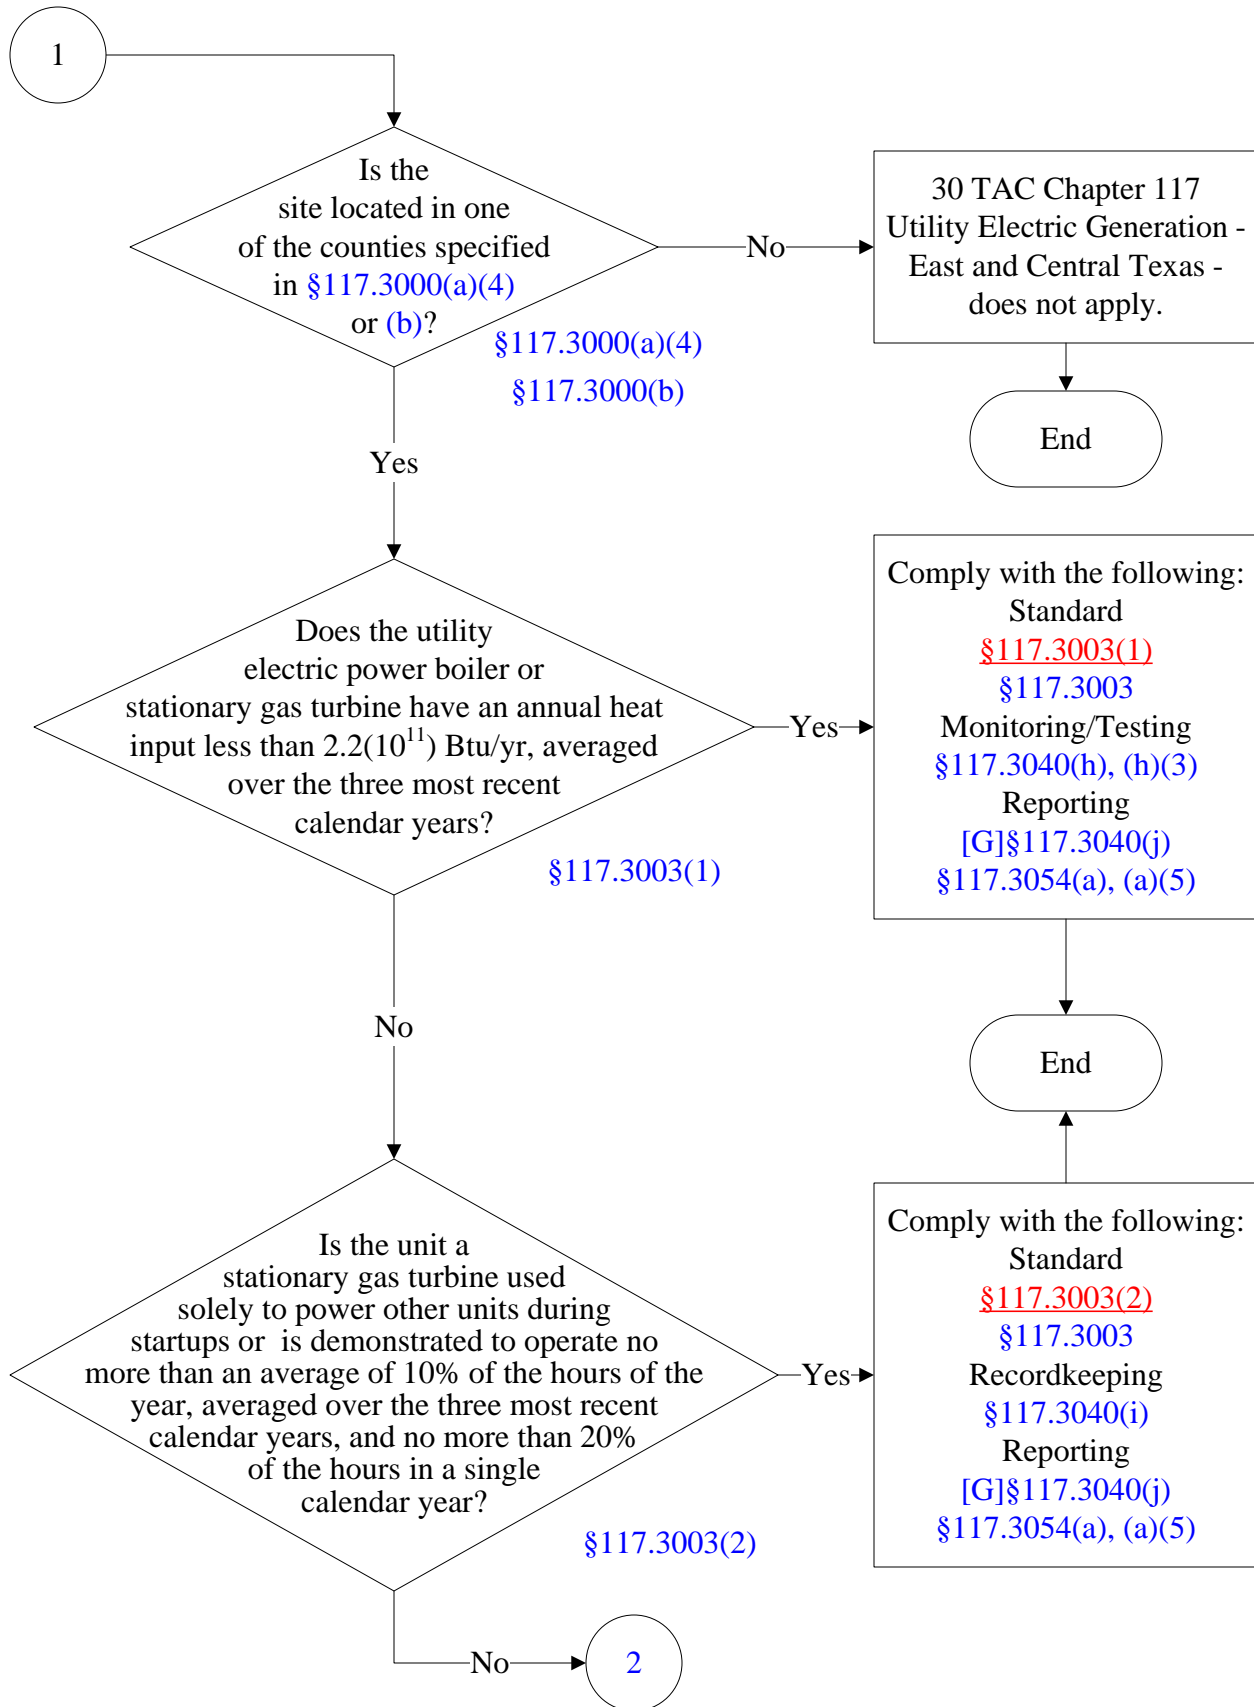 1
Is the
site located in one
of the counties specified
in §117.3000(a)(4)
or (b)?
§117.3000(a)(4)
§117.3000(b)
No
30 TAC Chapter 117
Utility Electric Generation -
East and Central Texas -
does not apply.
End
Yes
Does the utility
electric power boiler or
stationary gas turbine have an annual heat
input less than 2.2(10¹¹) Btu/yr, averaged
over the three most recent
calendar years?
§117.3003(1)
Yes
Comply with the following:
Standard
§117.3003(1)
§117.3003
Monitoring/Testing
§117.3040(h), (h)(3)
Reporting
[G]§117.3040(j)
§117.3054(a), (a)(5)
End
No
Is the unit a
stationary gas turbine used
solely to power other units during
startups or  is demonstrated to operate no
more than an average of 10% of the hours of the
year, averaged over the three most recent
calendar years, and no more than 20%
of the hours in a single
calendar year?
§117.3003(2)
Yes
Comply with the following:
Standard
§117.3003(2)
§117.3003
Recordkeeping
§117.3040(i)
Reporting
[G]§117.3040(j)
§117.3054(a), (a)(5)
No
2